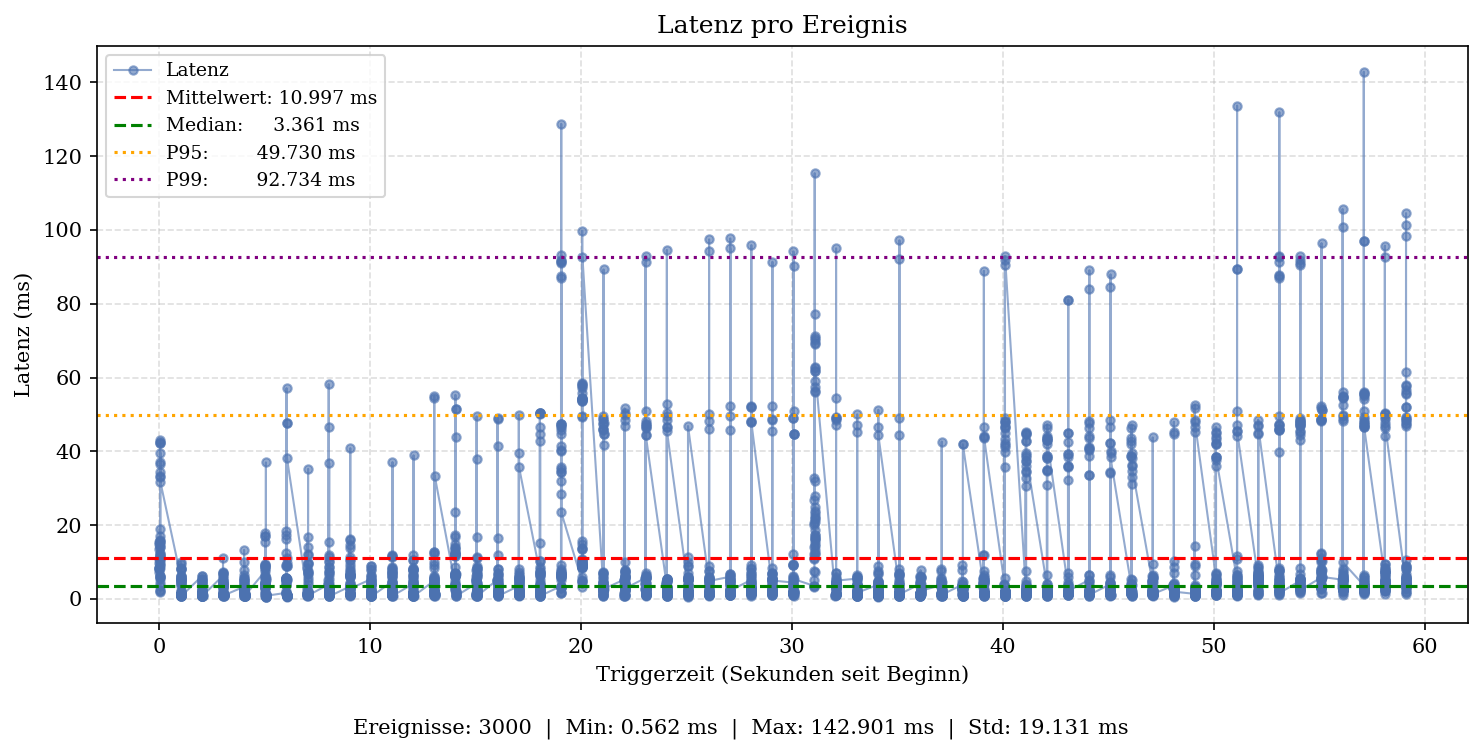 Latenz pro Ereignis
Latenz
Mittelwert: 10.997 ms
Median: 3.361 ms
P95: 49.730 ms
P99: 92.734 ms
Latenz (ms)
140
120
100
80
60
40
20
0
0 10 20 30 40 50 60
Triggerzeit (Sekunden seit Beginn)
Ereignisse: 3000 | Min: 0.562 ms | Max: 142.901 ms | Std: 19.131 ms